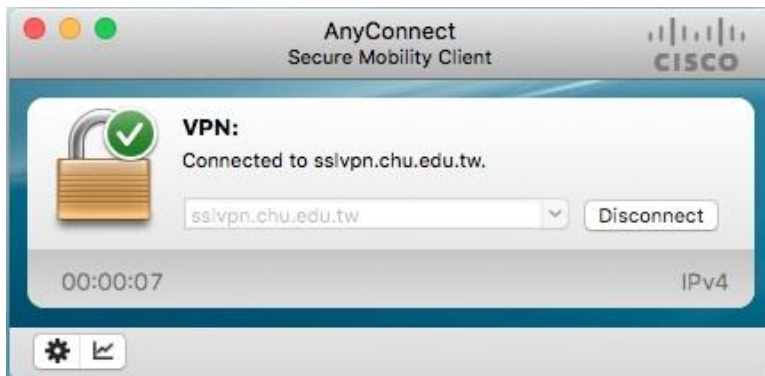 AnyConnect
Secure Mobility Client
CISCO
VPN:
Connected to sslvpn.chu.edu.tw.
sslvpn.chu.edu.tw
Disconnect
00:00:07
IPv4